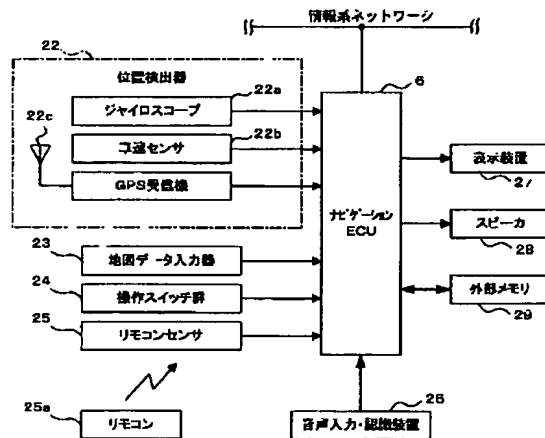 情報系ネットワーク
22
位置検出器
22a
ジャイロスコープ
22c
22b
車速センサ
GPS受信機
6
ナビゲーション
ECU
表示装置
27
スピーカ
28
外部メモリ
29
23
地図データ入力器
24
操作スイッチ群
25
リモコンセンサ
25a
リモコン
26
音声入力・認識装置